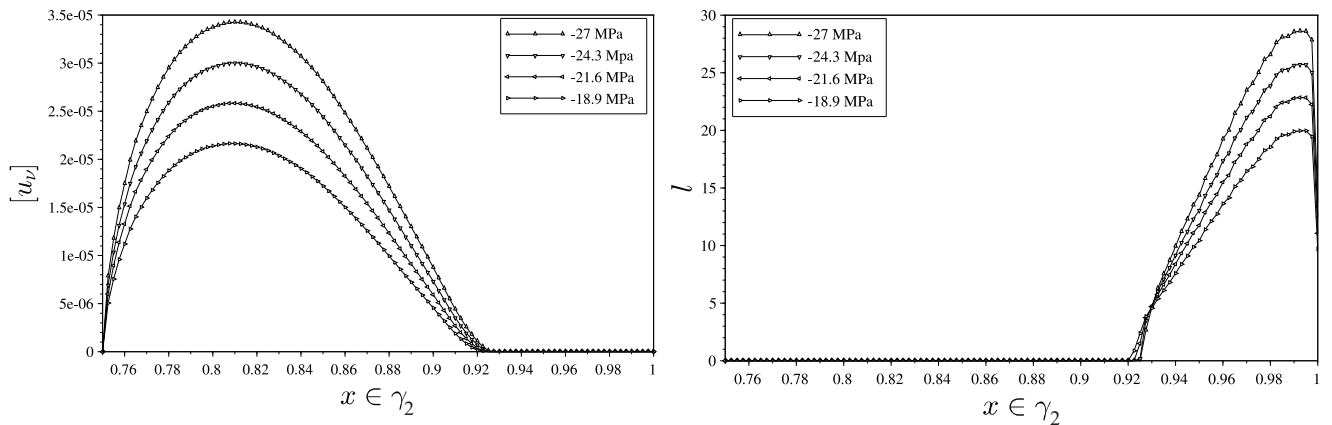 3.5e-05
3e-05
2.5e-05
2e-05
1.5e-05
1e-05
5e-06
0
[u_ν]
-27 MPa
-24.3 Mpa
-21.6 MPa
-18.9 MPa
0.76 0.78 0.8 0.82 0.84 0.86 0.88 0.9 0.92 0.94 0.96 0.98 1
x ∈ γ_2
30
25
20
15
10
5
0
l
-27 MPa
-24.3 MPa
-21.6 MPa
-18.9 MPa
0.76 0.78 0.8 0.82 0.84 0.86 0.88 0.9 0.92 0.94 0.96 0.98 1
x ∈ γ_2